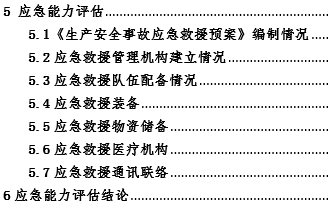 5 应急能力评估................................................
5.1《生产安全事故应急救援预案》编制情况.....
5.2应急救援管理机构建立情况.........................
5.3应急救援队伍配备情况................................
5.4应急救援装备..............................................
5.5应急救援物资储备.......................................
5.6应急救援医疗机构.......................................
5.7应急救援通讯联络.......................................
6应急能力评估结论..........................................